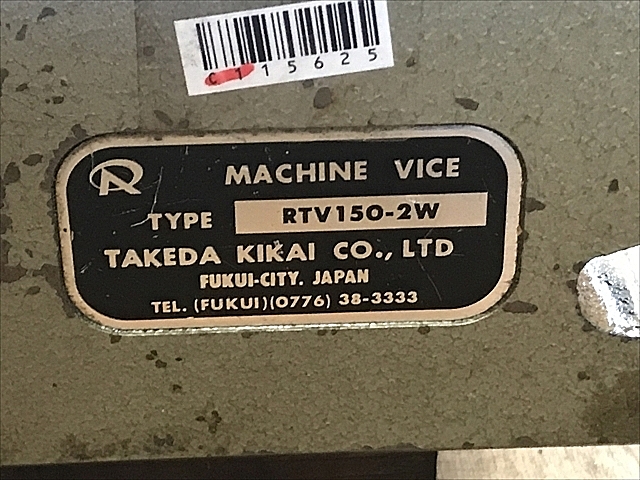 C115625
MACHINE VICE
TYPE RTV150-2W
TAKEDA KIKAI CO., LTD
FUKUI-CITY. JAPAN
TEL. (FUKUI)(0776) 38-3333